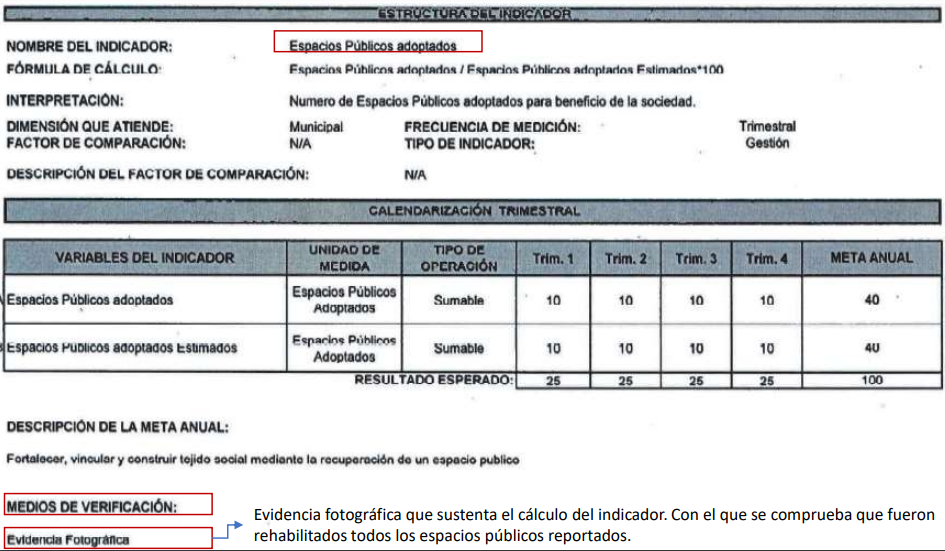 ESTRUCTURA DEL INDICADOR
NOMBRE DEL INDICADOR: Espacios Públicos adoptados
FÓRMULA DE CÁLCULO: Espacios Públicos adoptados / Espacios Públicos adoptados Estimados*100
INTERPRETACIÓN: Numero de Espacios Públicos adoptados para beneficio de la sociedad.
DIMENSIÓN QUE ATIENDE: Municipal FRECUENCIA DE MEDICIÓN: Trimestral
FACTOR DE COMPARACIÓN: N/A TIPO DE INDICADOR: Gestión
DESCRIPCIÓN DEL FACTOR DE COMPARACIÓN: N/A
CALENDARIZACIÓN TRIMESTRAL
VARIABLES DEL INDICADOR UNIDAD DE MEDIDA TIPO DE OPERACIÓN Trim. 1 Trim. 2 Trim. 3 Trim. 4 META ANUAL
Espacios Públicos adoptados Espacios Públicos Adoptados Sumable 10 10 10 10 40
Espacios Públicos adoptados Estimados Espacios Públicos Adoptados Sumable 10 10 10 10 40
RESULTADO ESPERADO: 25 25 25 25 100
DESCRIPCIÓN DE LA META ANUAL:
Fortalecer, vincular y construir tejido social mediante la recuperación de un espacio publico
MEDIOS DE VERIFICACIÓN:
Evidencia Fotográfica
Evidencia fotográfica que sustenta el cálculo del indicador. Con el que se comprueba que fueron
rehabilitados todos los espacios públicos reportados.